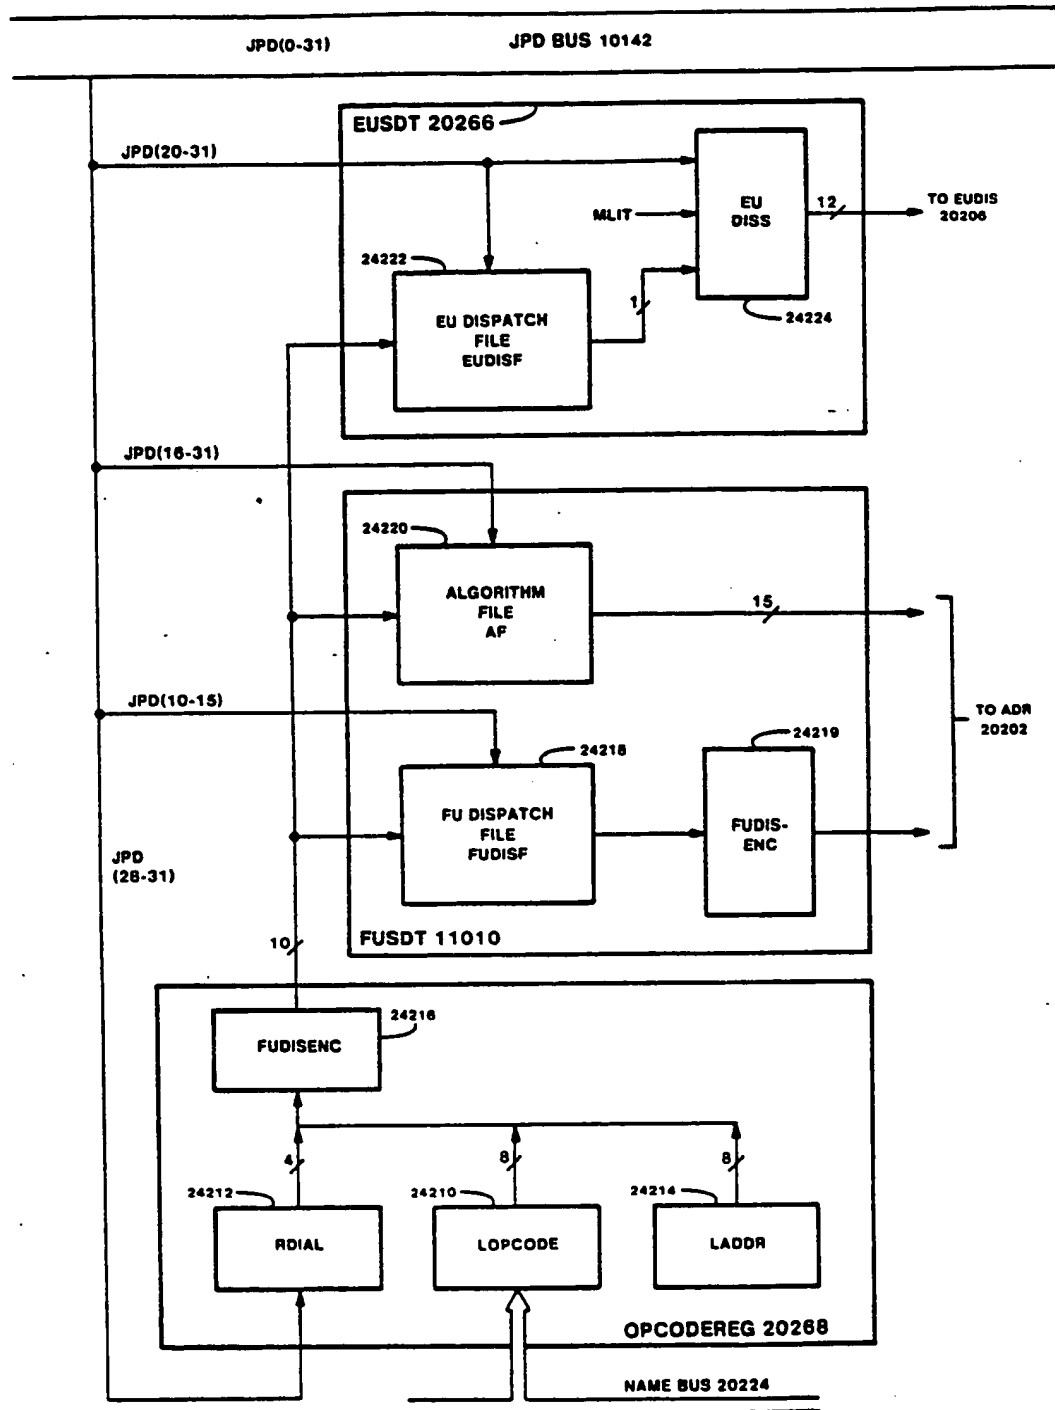 JPD(0-31)
JPD BUS 10142
EUSDT 20266
JPD(20-31)
EU
DISS
12
TO EUDIS
20206
MLIT
24222
1
24224
EU DISPATCH
FILE
EUDISF
JPD(16-31)
24220
ALGORITHM
FILE
AF
15
JPD(10-15)
TO ADR
20202
24218
24219
FU DISPATCH
FILE
FUDISF
FUDIS-
ENC
JPD
(28-31)
10
FUSDT 11010
24216
FUDISENC
4
8
8
24212
24210
24214
RDIAL
LOPCODE
LADDR
OPCODEREG 20268
NAME BUS 20224